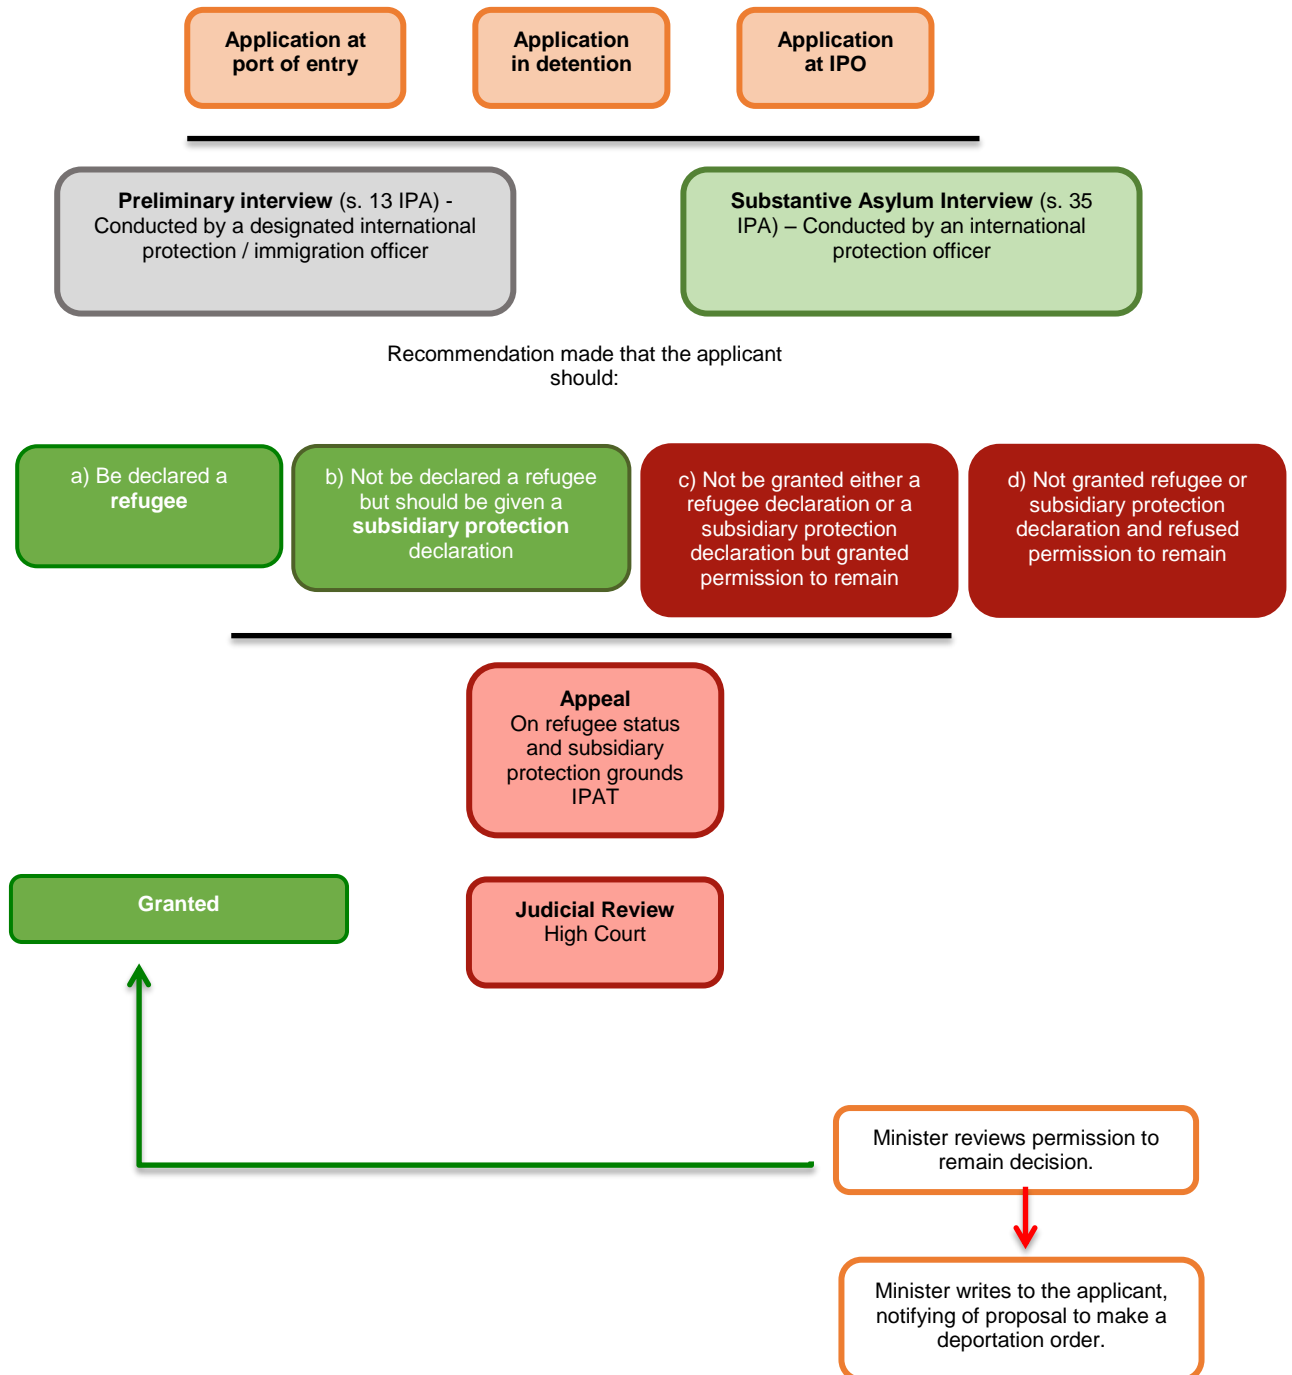 Application at
port of entry
Application
in detention
Application
at IPO
Preliminary interview (s. 13 IPA) -
Conducted by a designated international
protection / immigration officer
Substantive Asylum Interview (s. 35
IPA) – Conducted by an international
protection officer
Recommendation made that the applicant
should:
a) Be declared a
refugee
b) Not be declared a refugee
but should be given a
subsidiary protection
declaration
c) Not be granted either a
refugee declaration or a
subsidiary protection
declaration but granted
permission to remain
d) Not granted refugee or
subsidiary protection
declaration and refused
permission to remain
Appeal
On refugee status
and subsidiary
protection grounds
IPAT
Granted
Judicial Review
High Court
Minister reviews permission to
remain decision.
Minister writes to the applicant,
notifying of proposal to make a
deportation order.